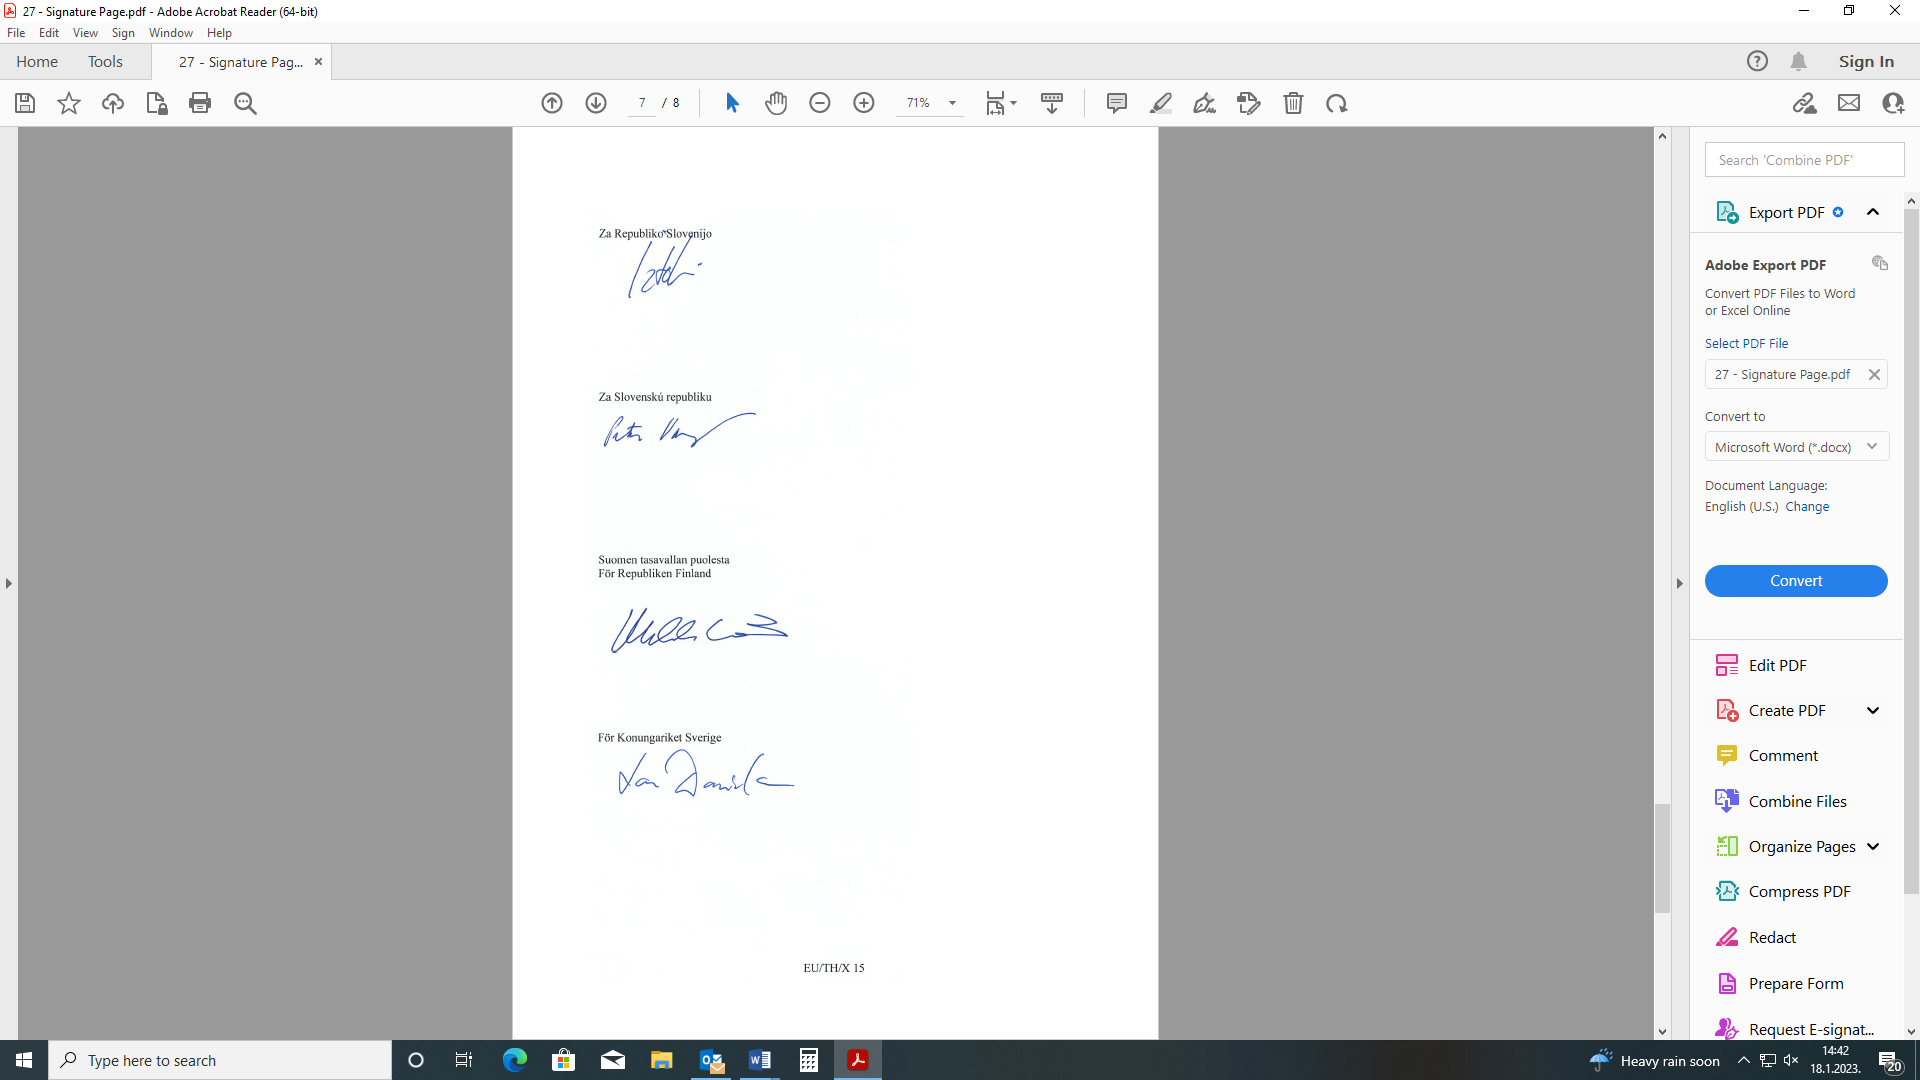 27 - Signature Page.pdf - Adobe Acrobat Reader (64-bit)
File Edit View Sign Window Help
Home Tools 27 - Signature Pag... Sign In
7 / 8 71%
Za Republiko Slovenijo
Za Slovenskú republiku
Suomen tasavallan puolesta
För Republiken Finland
För Konungariket Sverige
EU/TH/X 15
Search 'Combine PDF'
Export PDF
Adobe Export PDF
Convert PDF Files to Word
or Excel Online
Select PDF File
27 - Signature Page.pdf
Convert to
Microsoft Word (*.docx)
Document Language:
English (U.S.) Change
Convert
Edit PDF
Create PDF
Comment
Combine Files
Organize Pages
Compress PDF
Redact
Prepare Form
Request E-signat...
Type here to search
Heavy rain soon
14:42
18.1.2023.
20